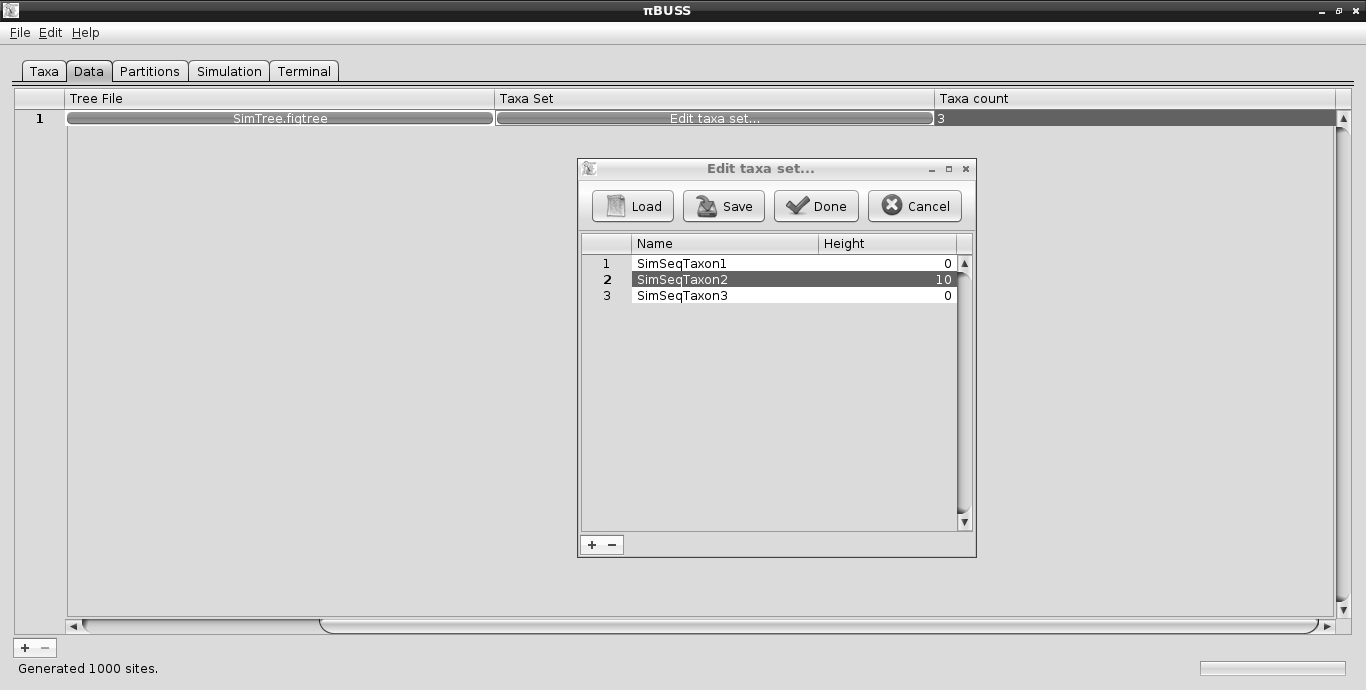 πBUSS
File Edit Help
Taxa Data Partitions Simulation Terminal
Tree File Taxa Set Taxa count
1 SimTree.figtree Edit taxa set... 3
Edit taxa set...
Load Save Done Cancel
Name Height
1 SimSeqTaxon1 0
2 SimSeqTaxon2 10
3 SimSeqTaxon3 0
Generated 1000 sites.